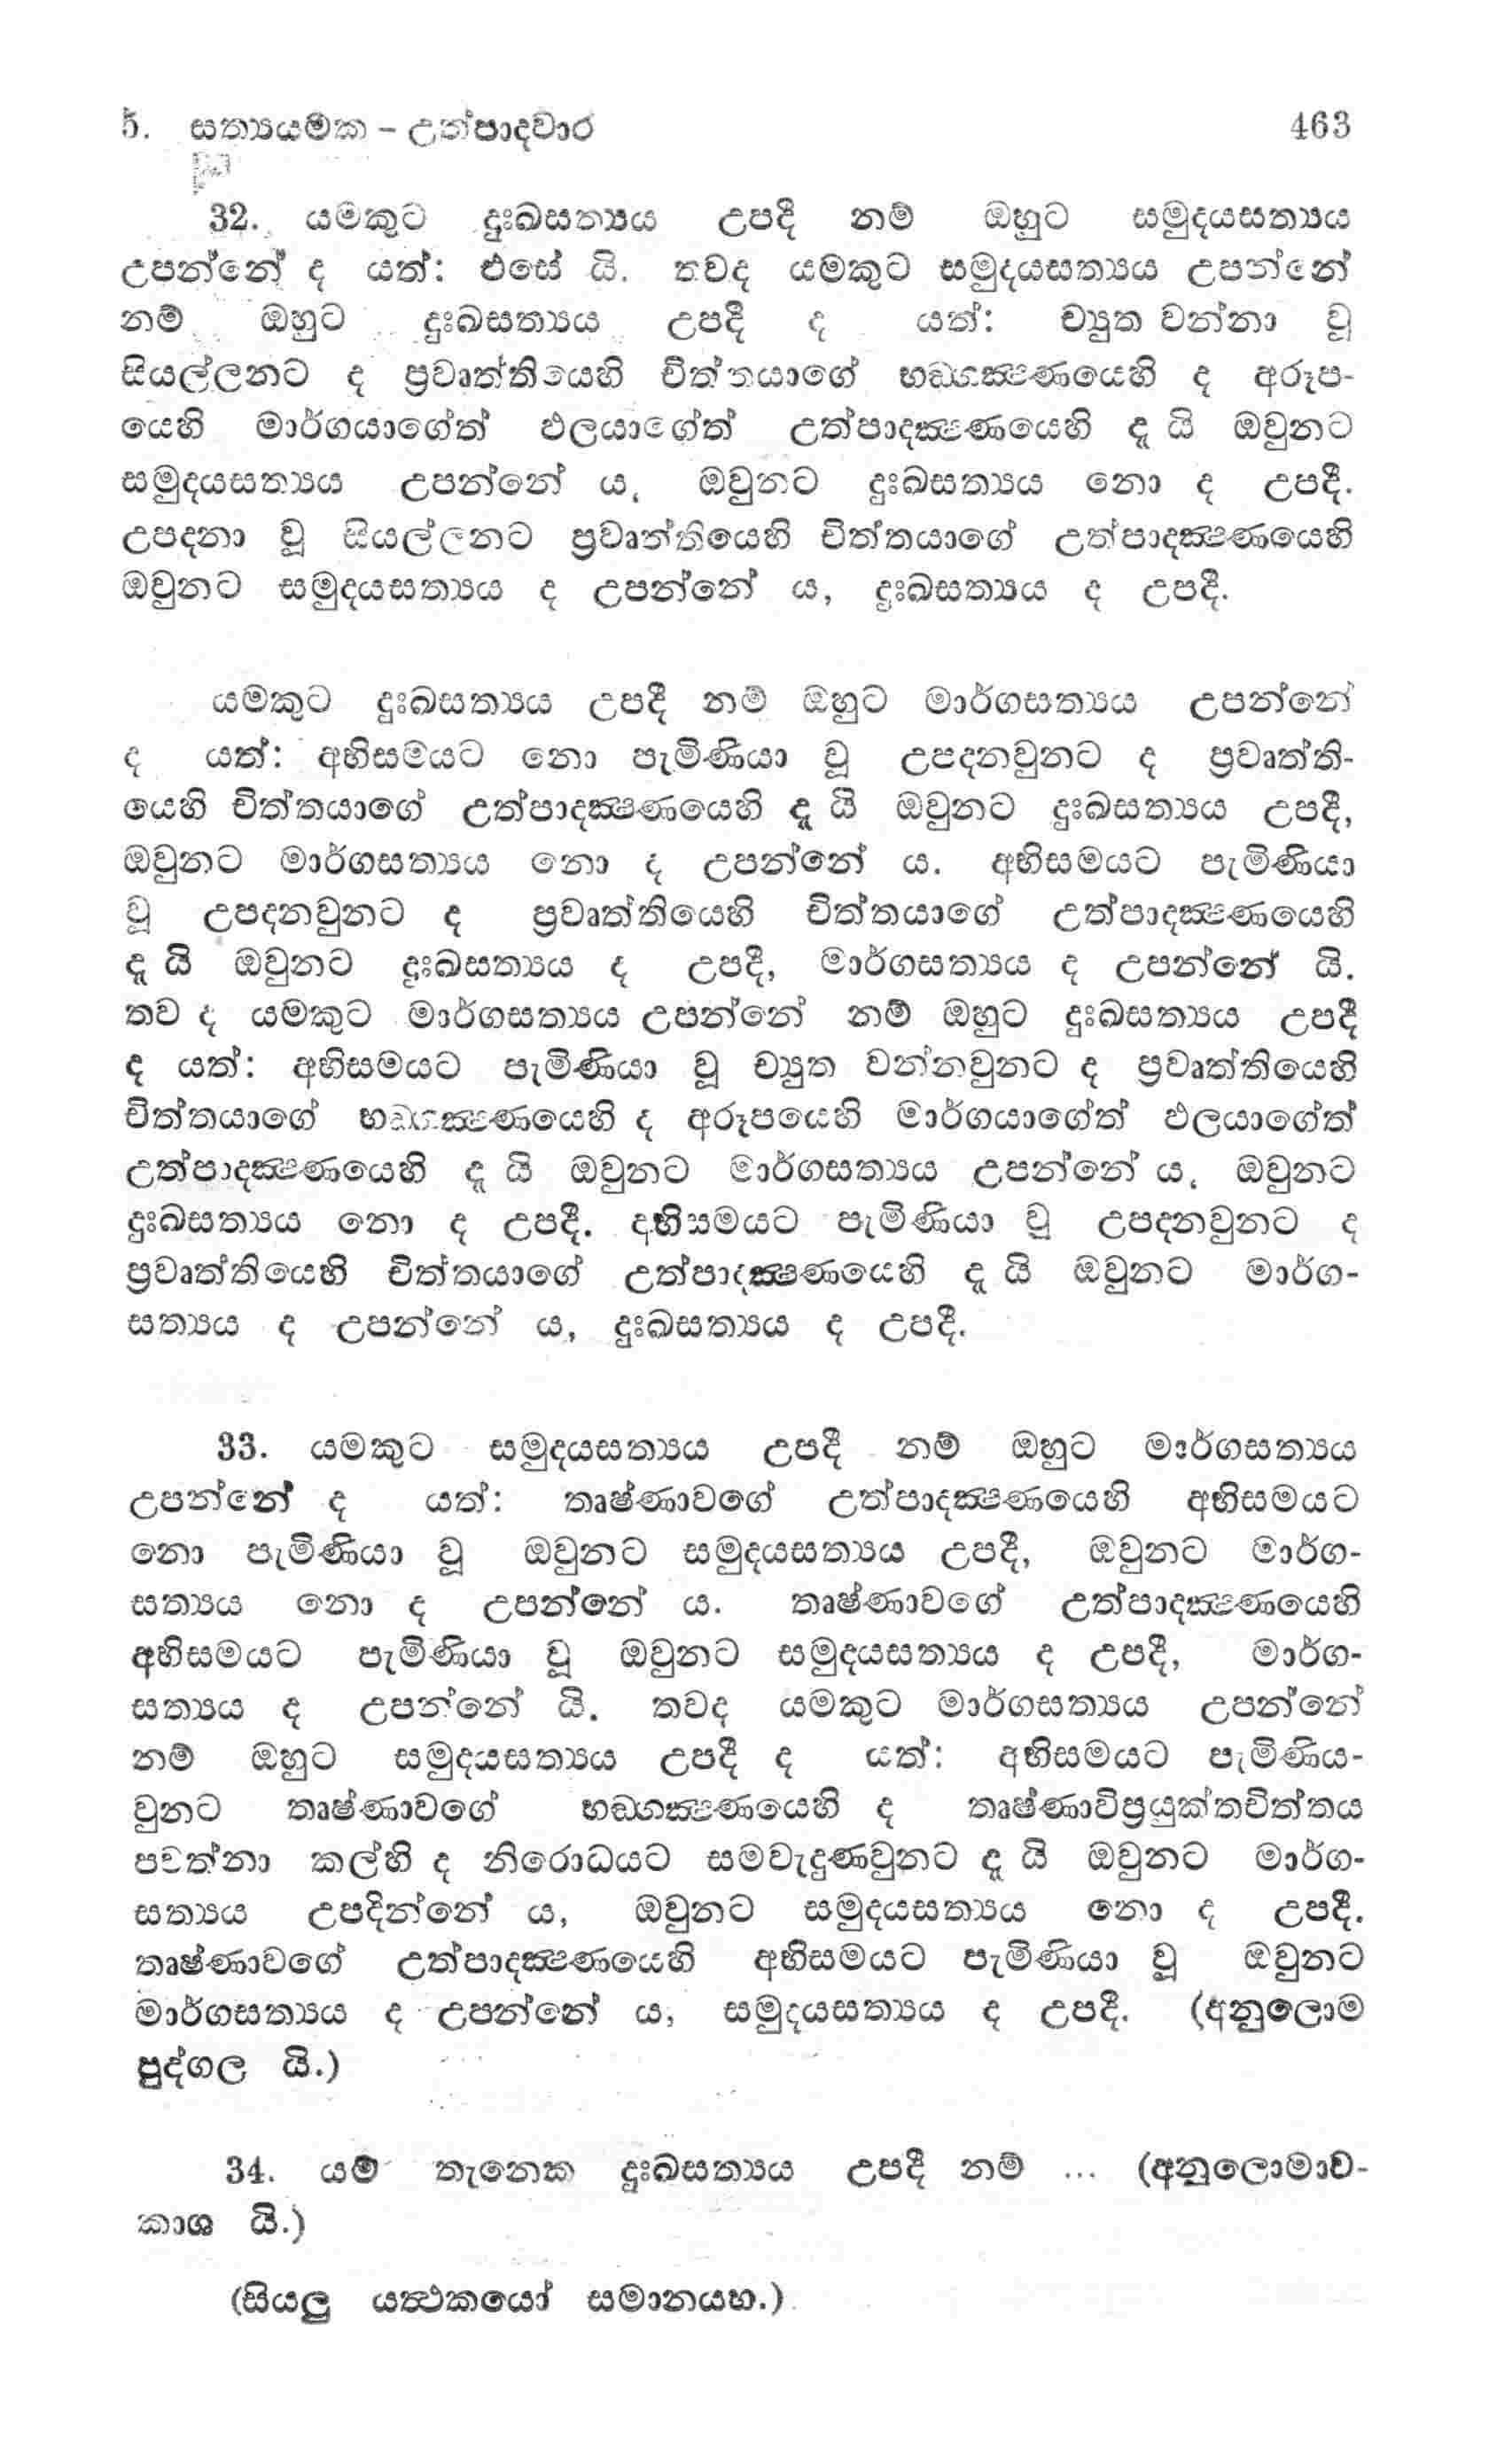 5. සත්‍යයමක – උත්පාදවාර 463
32. යමකුට දුඃඛසත්‍යය උපදී නම් ඔහුට සමුදයසත්‍යය
උපන්නේ ද යත්: එසේ යි. තවද යමකුට සමුදයසත්‍යය උපන්නේ
නම් ඔහුට දුඃඛසත්‍යය උපදී ද යත්: ච්‍යුත වන්නා වූ
සියල්ලනට ද ප්‍රවෘත්තියෙහි චිත්තයාගේ භඞ්ගක්‍ෂණයෙහි ද අරූප-
යෙහි මාර්ගයාගේත් ඵලයාගේත් උත්පාදක්‍ෂණයෙහි දැ යි ඔවුනට
සමුදයසත්‍යය උපන්නේ ය, ඔවුනට දුඃඛසත්‍යය නො ද උපදී.
උපදනා වූ සියල්ලනට ප්‍රවෘත්තියෙහි චිත්තයාගේ උත්පාදක්‍ෂණයෙහි
ඔවුනට සමුදයසත්‍යය ද උපන්නේ ය, දුඃඛසත්‍යය ද උපදී.
යමකුට දුඃඛසත්‍යය උපදී නම් ඔහුට මාර්ගසත්‍යය උපන්නේ
ද යත්: අභිසමයට නො පැමිණියා වූ උපදනවුනට ද ප්‍රවෘත්ති-
යෙහි චිත්තයාගේ උත්පාදක්‍ෂණයෙහි දැ යි ඔවුනට දුඃඛසත්‍යය උපදී,
ඔවුනට මාර්ගසත්‍යය නො ද උපන්නේ ය. අභිසමයට පැමිණියා
වූ උපදනවුනට ද ප්‍රවෘත්තියෙහි චිත්තයාගේ උත්පාදක්‍ෂණයෙහි
දැ යි ඔවුනට දුඃඛසත්‍යය ද උපදී, මාර්ගසත්‍යය ද උපන්නේ යි.
තව ද යමකුට මාර්ගසත්‍යය උපන්නේ නම් ඔහුට දුඃඛසත්‍යය උපදී
ද යත්: අභිසමයට පැමිණියා වූ ච්‍යුත වන්නවුනට ද ප්‍රවෘත්තියෙහි
චිත්තයාගේ භඞ්ගක්‍ෂණයෙහි ද අරූපයෙහි මාර්ගයාගේත් ඵලයාගේත්
උත්පාදක්‍ෂණයෙහි දැ යි ඔවුනට මාර්ගසත්‍යය උපන්නේ ය, ඔවුනට
දුඃඛසත්‍යය නො ද උපදී. අභිසමයට පැමිණියා වූ උපදනවුනට ද
ප්‍රවෘත්තියෙහි චිත්තයාගේ උත්පාදක්‍ෂණයෙහි දැ යි ඔවුනට මාර්ග-
සත්‍යය ද උපන්නේ ය, දුඃඛසත්‍යය ද උපදී.
33. යමකුට සමුදයසත්‍යය උපදී නම් ඔහුට මාර්ගසත්‍යය
උපන්නේ ද යත්: තෘෂ්ණාවගේ උත්පාදක්‍ෂණයෙහි අභිසමයට
නො පැමිණියා වූ ඔවුනට සමුදයසත්‍යය උපදී, ඔවුනට මාර්ග-
සත්‍යය නො ද උපන්නේ ය. තෘෂ්ණාවගේ උත්පාදක්‍ෂණයෙහි
අභිසමයට පැමිණියා වූ ඔවුනට සමුදයසත්‍යය ද උපදී, මාර්ග-
සත්‍යය ද උපන්නේ යි. තවද යමකුට මාර්ගසත්‍යය උපන්නේ
නම් ඔහුට සමුදයසත්‍යය උපදී ද යත්: අභිසමයට පැමිණිය-
වුනට තෘෂ්ණාවගේ භඞ්ගක්‍ෂණයෙහි ද තෘෂ්ණාවිප්‍රයුක්තචිත්තය
පවත්නා කල්හි ද නිරොධයට සමවැදුණවුනට දැ යි ඔවුනට මාර්ග-
සත්‍යය උපදින්නේ ය, ඔවුනට සමුදයසත්‍යය නො ද උපදී.
තෘෂ්ණාවගේ උත්පාදක්‍ෂණයෙහි අභිසමයට පැමිණියා වූ ඔවුනට
මාර්ගසත්‍යය ද උපන්නේ ය, සමුදයසත්‍යය ද උපදී. (අනුලොම
පුද්ගල යි.)
34. යම් තැනෙක දුඃඛසත්‍යය උපදී නම් ... (අනුලොමාව-
කාශ යි.)
(සියලු යත්‍ථකයෝ සමානයහ.)